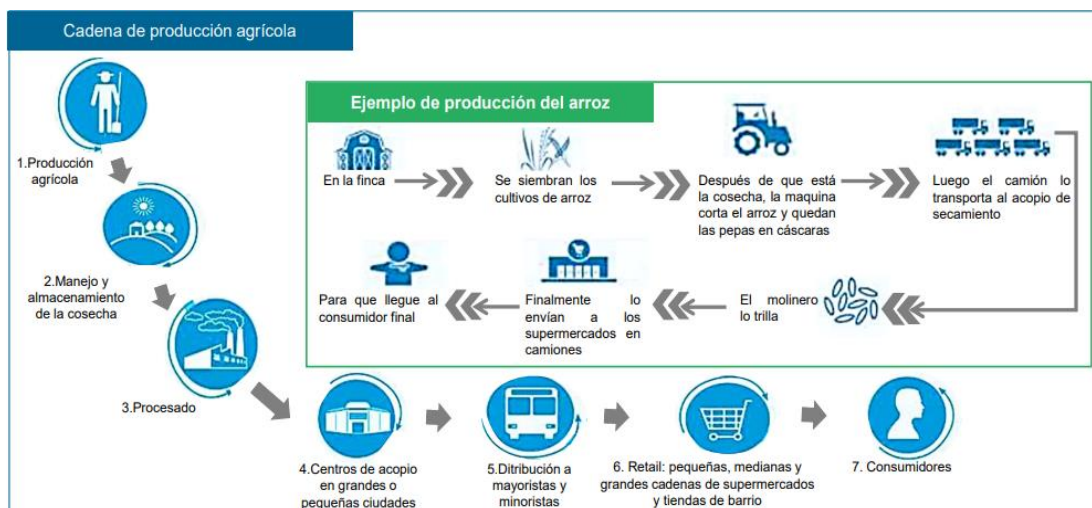 Cadena de producción agrícola
1.Producción
agrícola
2.Manejo y
almacenamiento
de la cosecha
3.Procesado
4.Centros de acopio
en grandes o
pequeñas ciudades
5.Ditribución a
mayoristas y
minoristas
6. Retail: pequeñas, medianas y
grandes cadenas de supermercados
y tiendas de barrio
7. Consumidores
Ejemplo de producción del arroz
En la finca
Se siembran los
cultivos de arroz
Después de que está
la cosecha, la maquina
corta el arroz y quedan
las pepas en cáscaras
Luego el camión lo
transporta al acopio de
secamiento
El molinero
lo trilla
Finalmente lo
envían a los
supermercados en
camiones
Para que llegue al
consumidor final